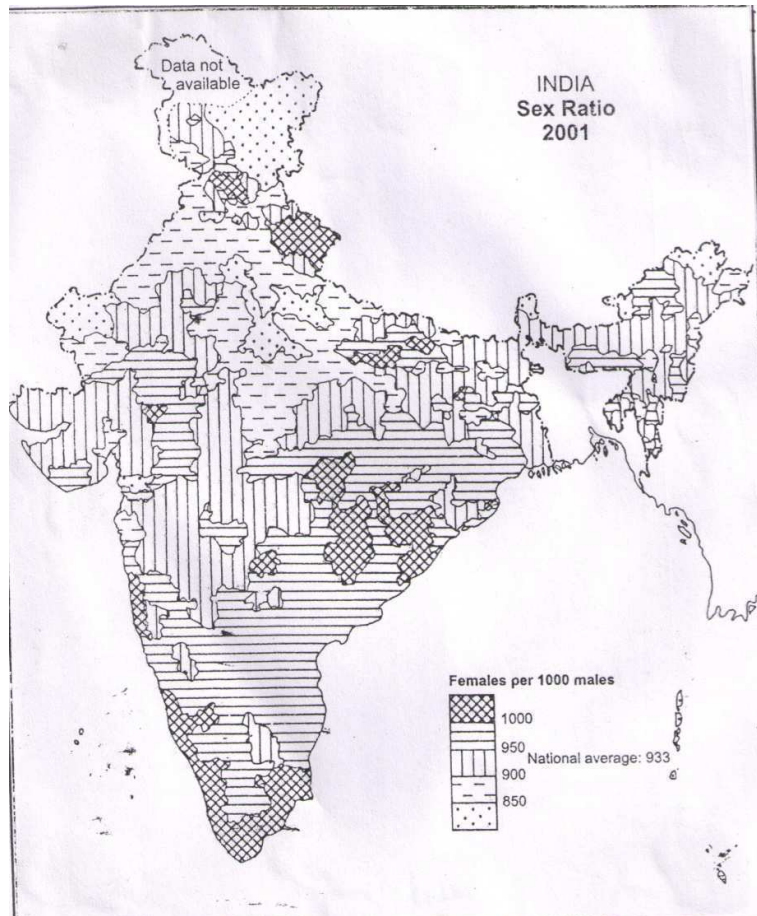 Data not
available
INDIA
Sex Ratio
2001
Females per 1000 males
1000
950
National average: 933
900
850